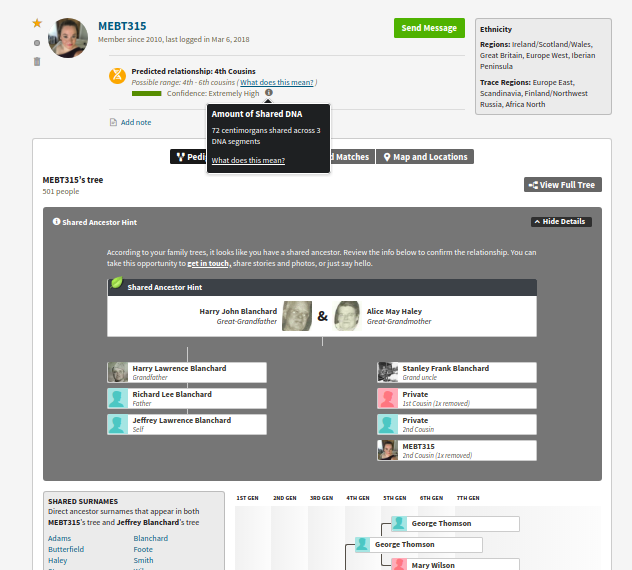 MEBT315
Member since 2010, last logged in Mar 6, 2018
Send Message
Predicted relationship: 4th Cousins
Possible range: 4th - 6th cousins (What does this mean?)
Confidence: Extremely High
Amount of Shared DNA
72 centimorgans shared across 3
DNA segments
What does this mean?
Add note
Ethnicity
Regions: Ireland/Scotland/Wales,
Great Britain, Europe West, Iberian
Peninsula
Trace Regions: Europe East,
Scandinavia, Finland/Northwest
Russia, Africa North
Matches
Map and Locations
MEBT315's tree
501 people
View Full Tree
Shared Ancestor Hint
Hide Details
According to your family trees, it looks like you have a shared ancestor. Review the info below to confirm the relationship. You can
take this opportunity to get in touch, share stories and photos, or just say hello.
Shared Ancestor Hint
Harry John Blanchard
Great-Grandfather
&
Alice May Haley
Great-Grandmother
Harry Lawrence Blanchard
Grandfather
Richard Lee Blanchard
Father
Jeffrey Lawrence Blanchard
Self
Stanley Frank Blanchard
Grand uncle
Private
1st Cousin (1x removed)
Private
2nd Cousin
MEBT315
2nd Cousin (1x removed)
SHARED SURNAMES
Direct ancestor surnames that appear in both
MEBT315's tree and Jeffrey Blanchard's tree
Adams
Butterfield
Haley
Blanchard
Foote
Smith
1ST GEN 2ND GEN 3RD GEN 4TH GEN 5TH GEN 6TH GEN 7TH GEN
George Thomson
George Thomson
Mary Wilson